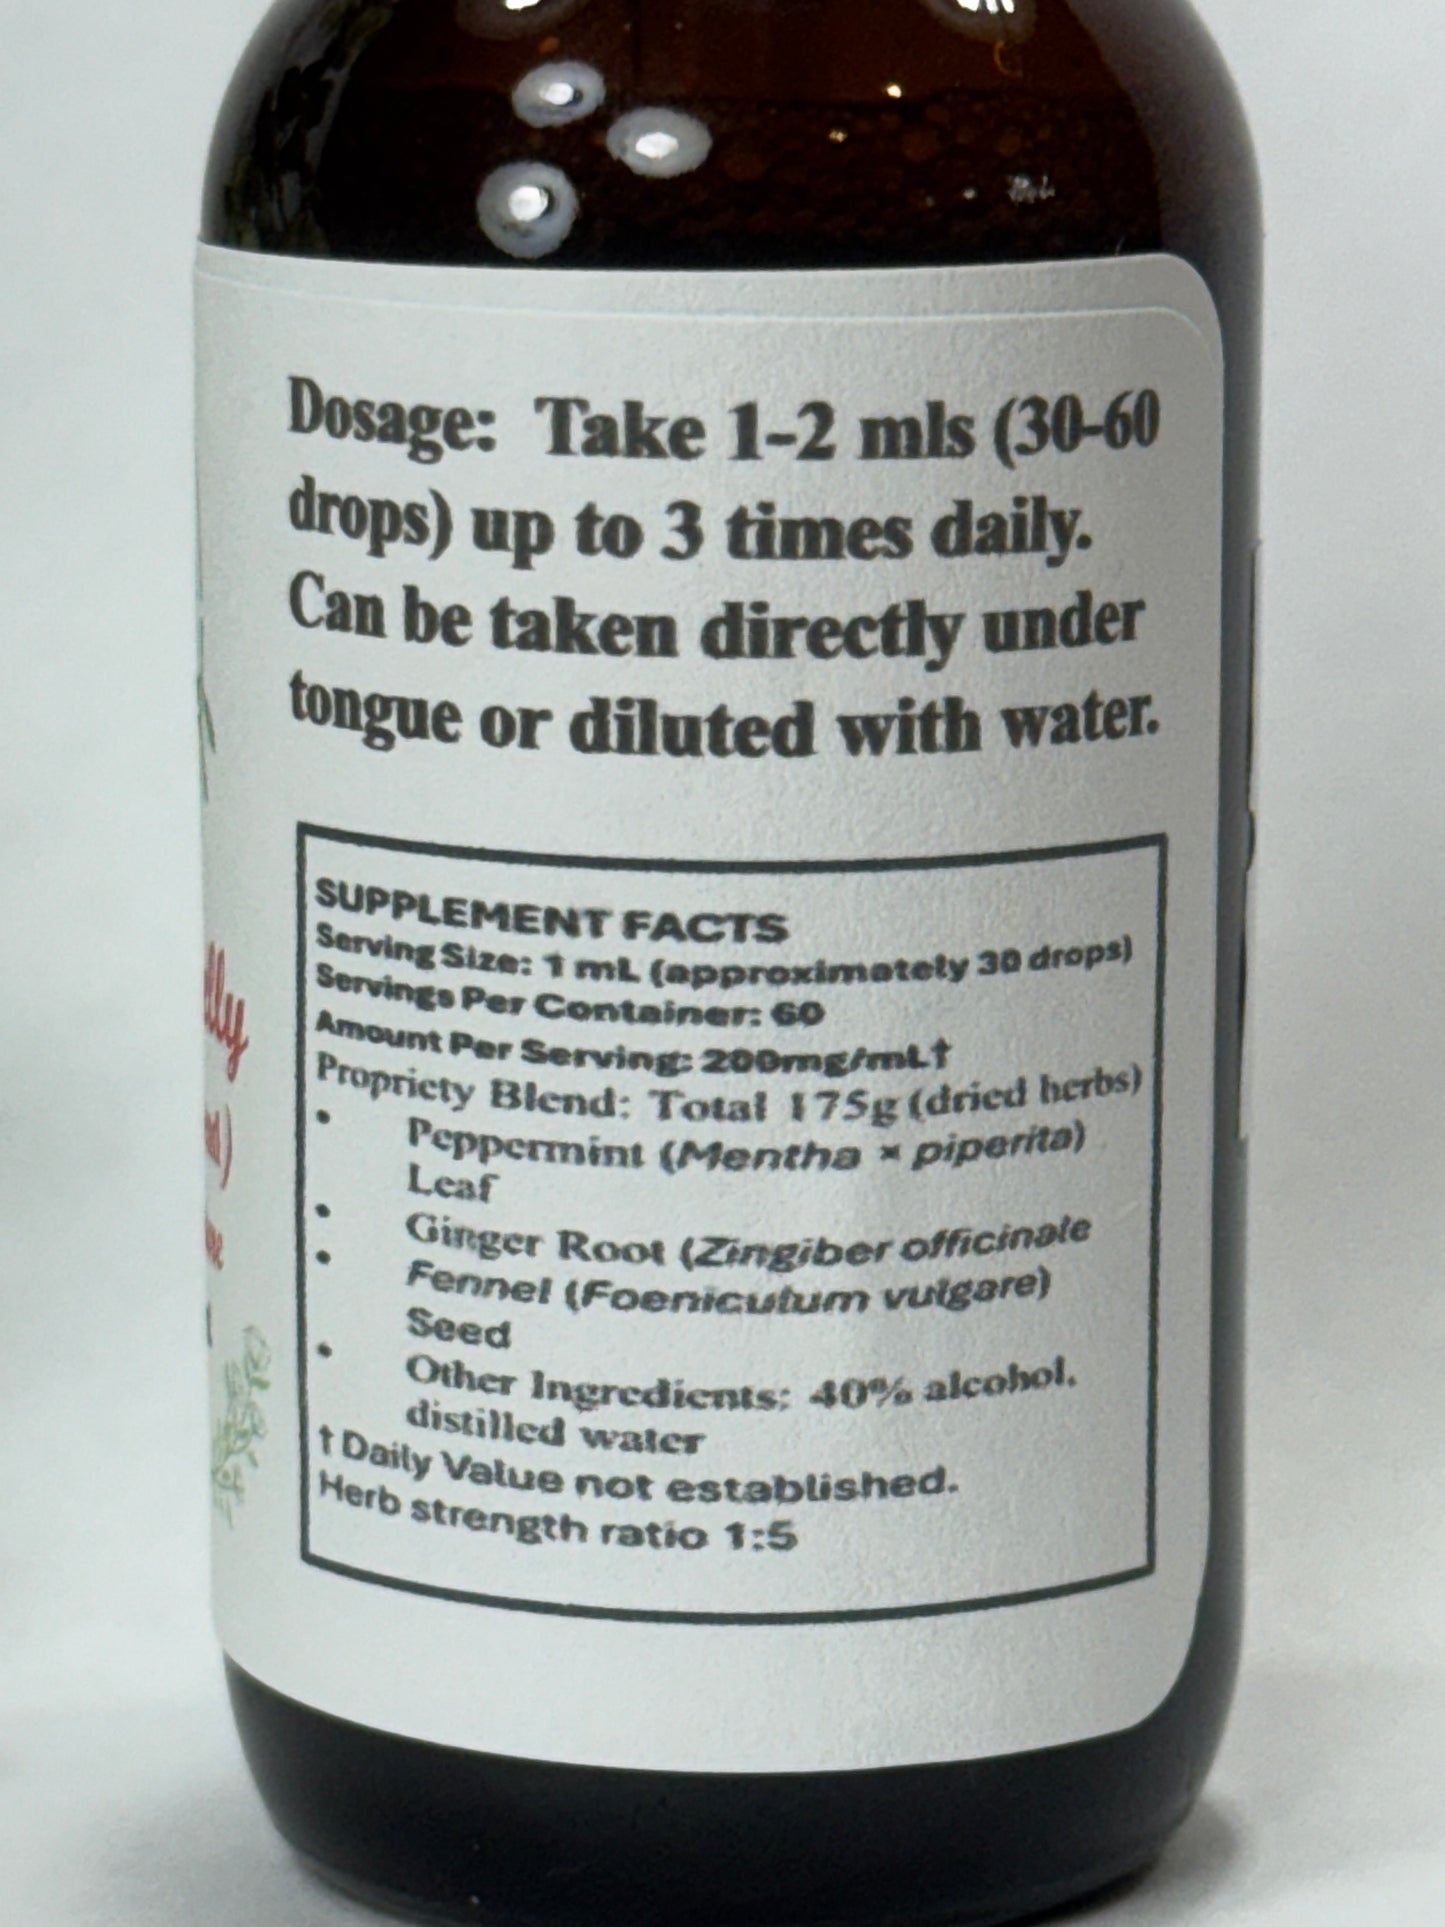 Dosage: Take 1-2 mls (30-60
drops) up to 3 times daily.
Can be taken directly under
tongue or diluted with water.
SUPPLEMENT FACTS
Serving Size: 1 mL (approximately 30 drops)
Servings Per Container: 60
Amount Per Serving: 200mg/mL†
Propriety Blend: Total 175g (dried herbs)
• Peppermint (Mentha × piperita)
Leaf
• Ginger Root (Zingiber officinale
• Fennel (Foeniculum vulgare)
Seed
• Other Ingredients: 40% alcohol,
distilled water
† Daily Value not established.
Herb strength ratio 1:5